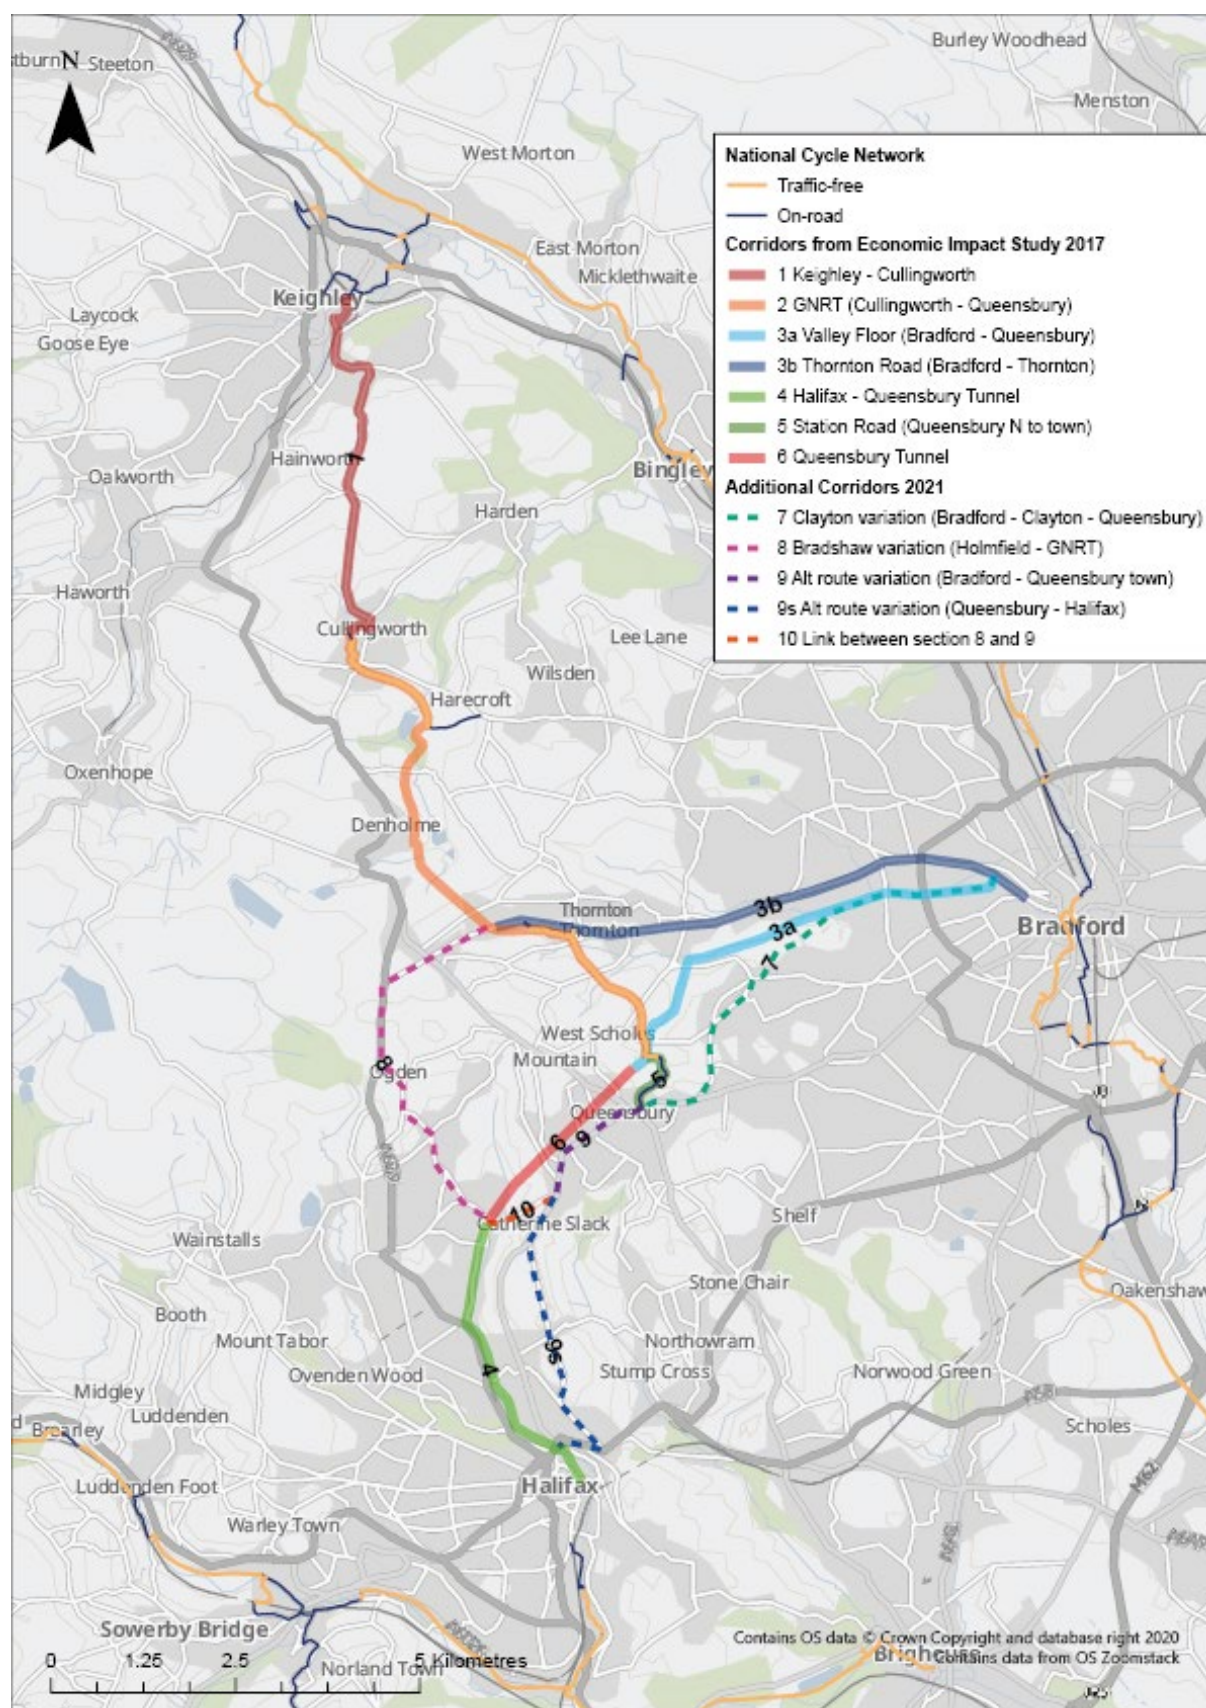 Burley Woodhead
N
Steeton
Menston
West Morton
National Cycle Network
Traffic-free
On-road
Corridors from Economic Impact Study 2017
1 Keighley - Cullingworth
2 GNRT (Cullingworth - Queensbury)
3a Valley Floor (Bradford - Queensbury)
3b Thornton Road (Bradford - Thornton)
4 Halifax - Queensbury Tunnel
5 Station Road (Queensbury N to town)
6 Queensbury Tunnel
Additional Corridors 2021
7 Clayton variation (Bradford - Clayton - Queensbury)
8 Bradshaw variation (Holmfield - GNRT)
9 Alt route variation (Bradford - Queensbury town)
9s Alt route variation (Queensbury - Halifax)
10 Link between section 8 and 9
East Morton
Micklethwaite
Keighley
Laycock
Goose Eye
1
Hainworth
Oakworth
Bingley
Harden
Haworth
Cullingworth
Lee Lane
Wilsden
Harecroft
Oxenhope
Denholme
Thornton
Thornton
3b
3a
Bradford
7
West Scholes
Mountain
8
Ogden
5
Queensbury
6
9
10
Catherine Slack
Shelf
Wainstalls
Stone Chair
Oakenshaw
Booth
Mount Tabor
Northowram
9s
Stump Cross
Norwood Green
Ovenden Wood
4
Midgley
Luddenden
Scholes
Brearley
Luddenden Foot
Halifax
M62
Warley Town
Sowerby Bridge
Norland Town
Brighouse
0 1.25 2.5 5 Kilometres
Contains OS data © Crown Copyright and database right 2020
Contains data from OS Zoomstack